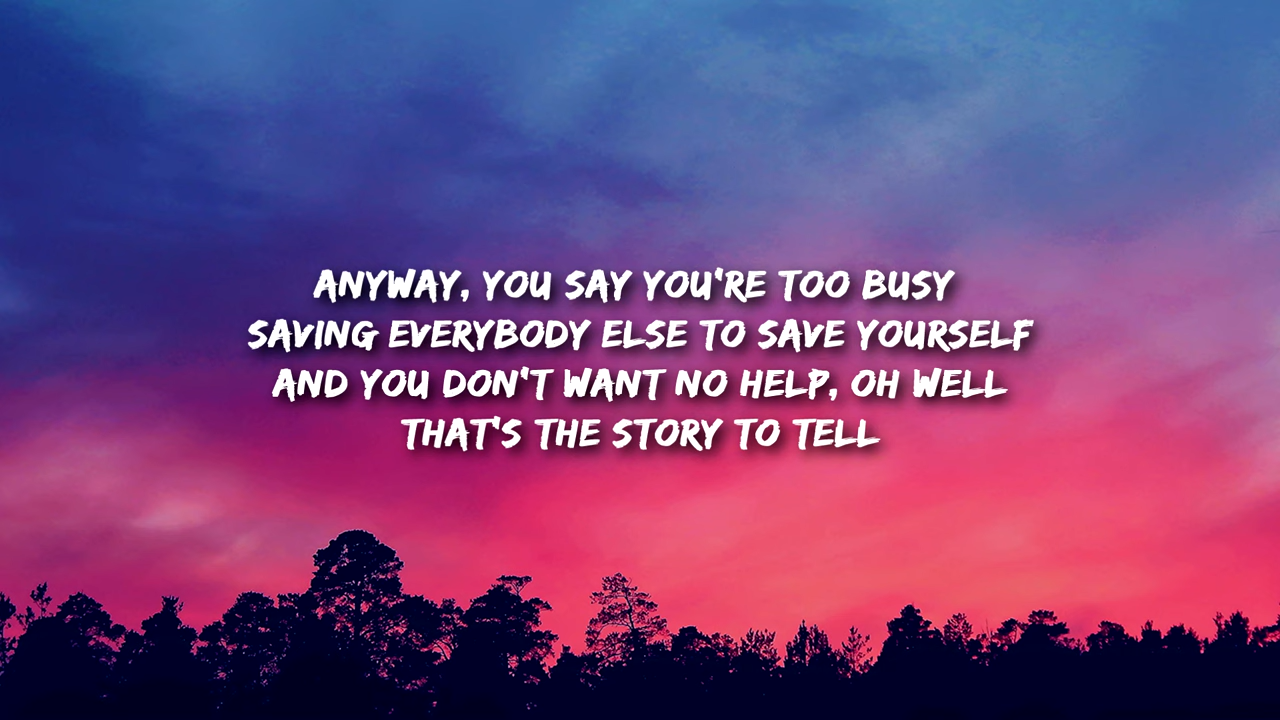 ANYWAY, YOU SAY YOU'RE TOO BUSY
SAVING EVERYBODY ELSE TO SAVE YOURSELF
AND YOU DON'T WANT NO HELP, OH WELL
THAT'S THE STORY TO TELL